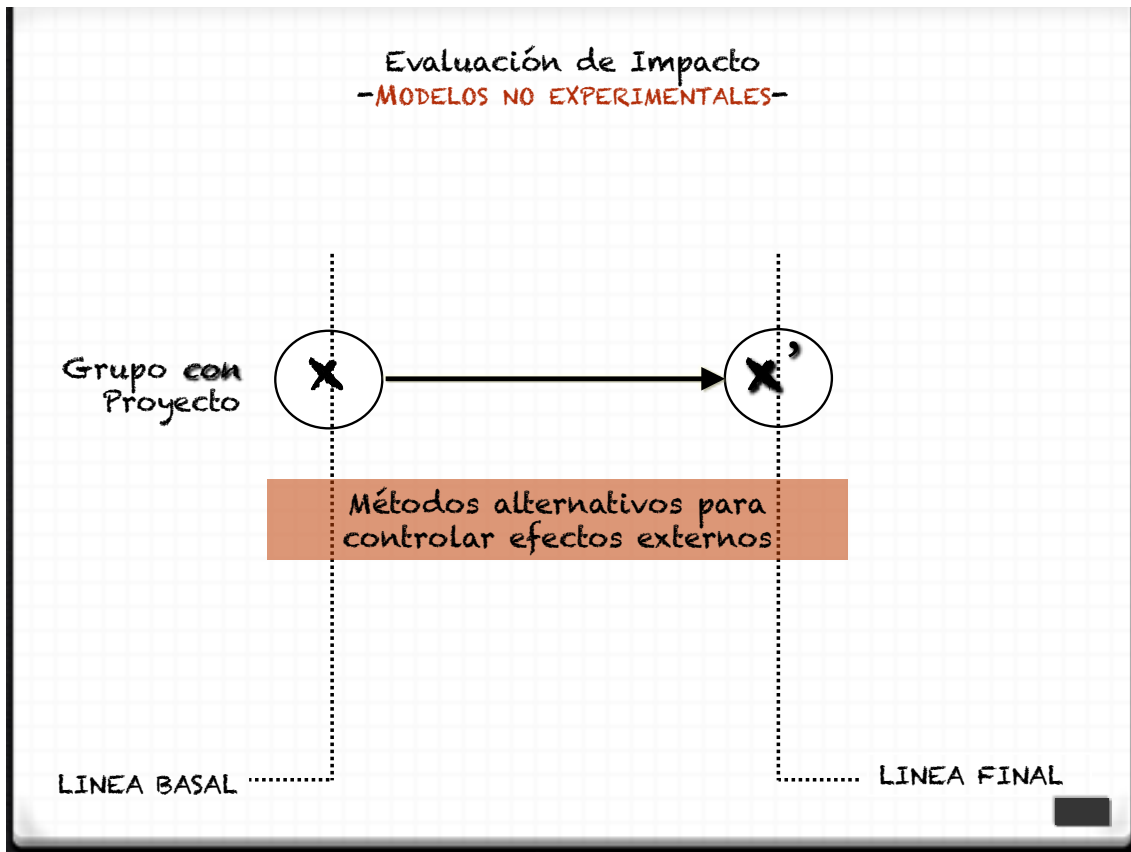 Evaluación de Impacto
-MODELOS NO EXPERIMENTALES-
Grupo con
Proyecto
x
x’
Métodos alternativos para
controlar efectos externos
LINEA BASAL
LINEA FINAL